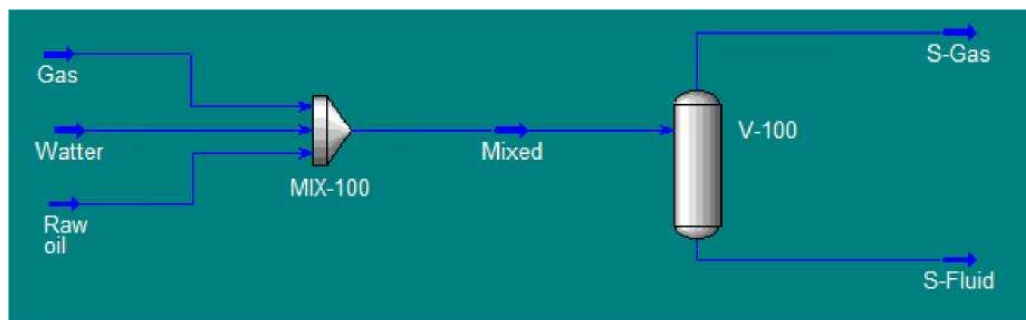 Gas
Watter
Raw
oil
MIX-100
Mixed
V-100
S-Gas
S-Fluid